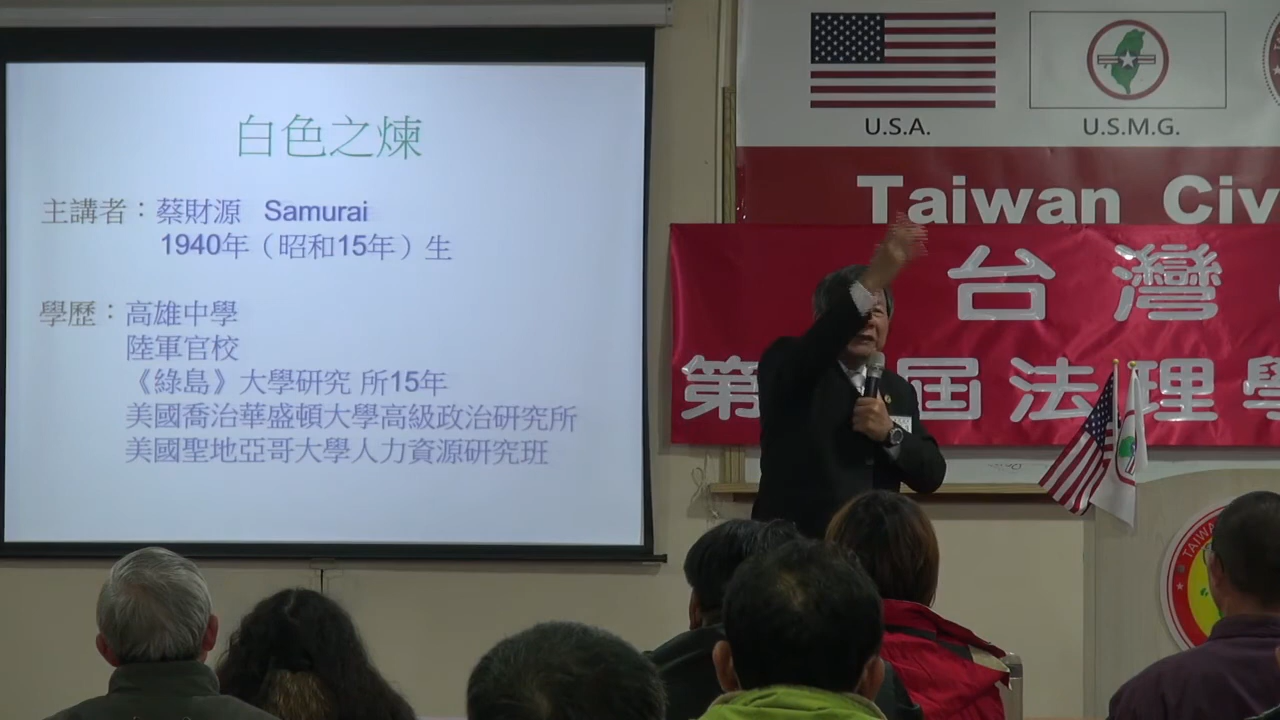 白色之煉
主講者：蔡財源 Samurai
1940年（昭和15年）生
學歷：高雄中學
陸軍官校
《綠島》大學研究 所15年
美國喬治華盛頓大學高級政治研究所
美國聖地亞哥大學人力資源研究班
U.S.A.
U.S.M.G.
Taiwan Civ
台灣
第 屆法理學
TAIWAN